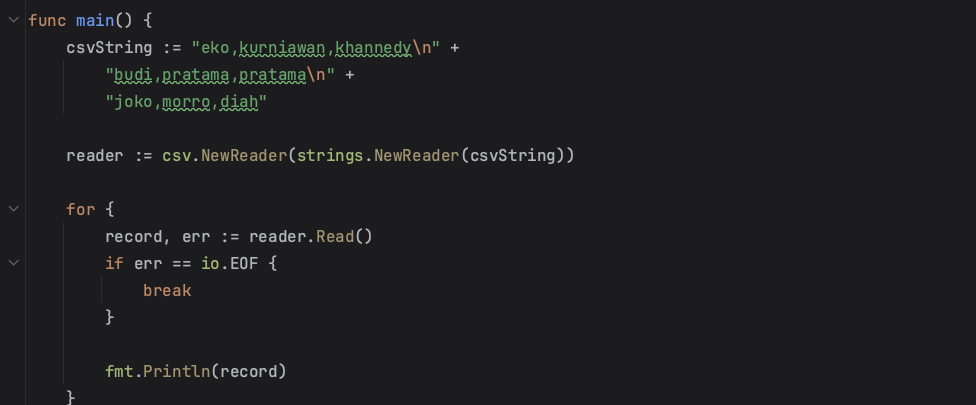 func main() {
    csvString := "eko,kurniawan,khannedy\n" +
        "budi,pratama,pratama\n" +
        "joko,morro,diah"
    reader := csv.NewReader(strings.NewReader(csvString))
    for {
        record, err := reader.Read()
        if err == io.EOF {
            break
        }
        fmt.Println(record)
    }